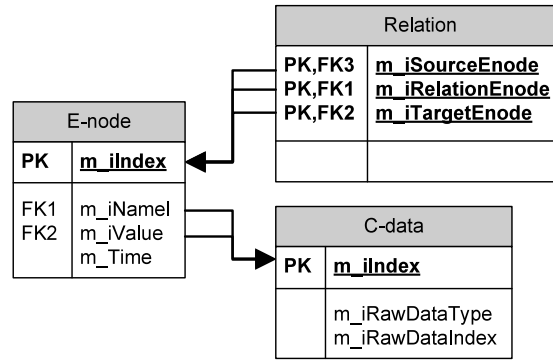 Relation
PK,FK3 m_iSourceEnode
PK,FK1 m_iRelationEnode
PK,FK2 m_iTargetEnode
E-node
PK m_iIndex
FK1 m_iNameI
FK2 m_iValue
m_Time
C-data
PK m_iIndex
m_iRawDataType
m_iRawDataIndex